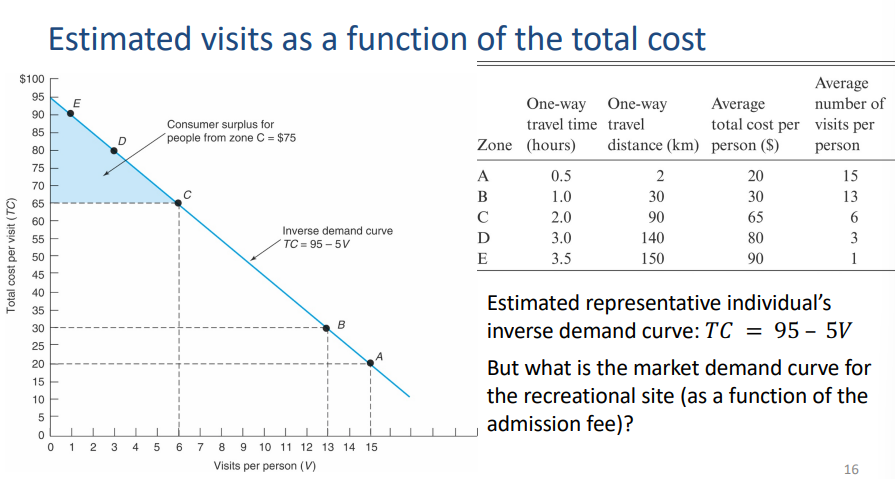 Estimated visits as a function of the total cost
$100
95
90
85
80
75
70
65
60
55
50
45
40
35
30
25
20
15
10
5
0
Total cost per visit (TC)
E
D
Consumer surplus for
people from zone C = $75
C
Inverse demand curve
TC = 95 – 5V
B
A
0 1 2 3 4 5 6 7 8 9 10 11 12 13 14 15
Visits per person (V)
Zone One-way travel time (hours) One-way travel distance (km) Average total cost per person ($) Average number of visits per person
A 0.5 2 20 15
B 1.0 30 30 13
C 2.0 90 65 6
D 3.0 140 80 3
E 3.5 150 90 1
Estimated representative individual's
inverse demand curve: TC = 95 – 5V
But what is the market demand curve for
the recreational site (as a function of the
admission fee)?
16